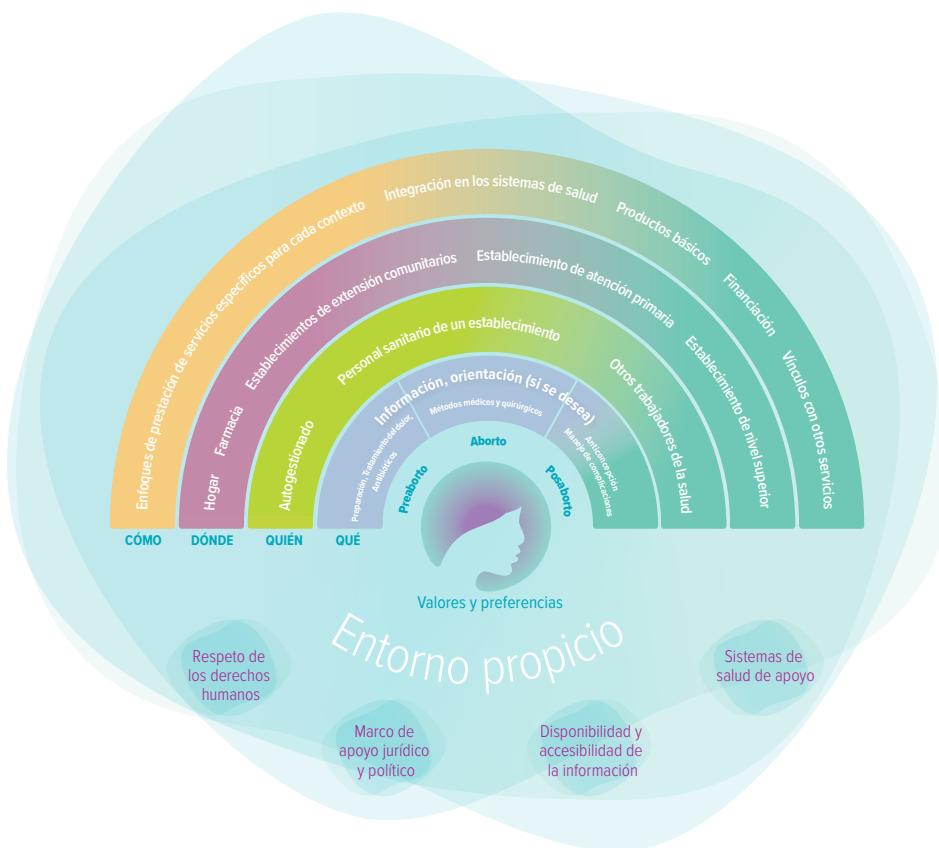 Enfoques de prestación de servicios específicos para cada contexto
Integración en los sistemas de salud
Productos básicos
Financiación
Vínculos con otros servicios
Hogar
Farmacia
Establecimientos de extensión comunitarios
Establecimiento de atención primaria
Establecimiento de nivel superior
Autogestionado
Personal sanitario de un establecimiento
Otros trabajadores de la salud
Información, orientación (si se desea)
Preparación, Tratamiento del dolor,
Antibióticos
Métodos médicos y quirúrgicos
Anticoncepción
Manejo de complicaciones
Preaborto
Aborto
Posaborto
CÓMO
DÓNDE
QUIÉN
QUÉ
Valores y preferencias
Entorno propicio
Respeto de
los derechos
humanos
Marco de
apoyo jurídico
y político
Disponibilidad y
accesibilidad de
la información
Sistemas de
salud de apoyo